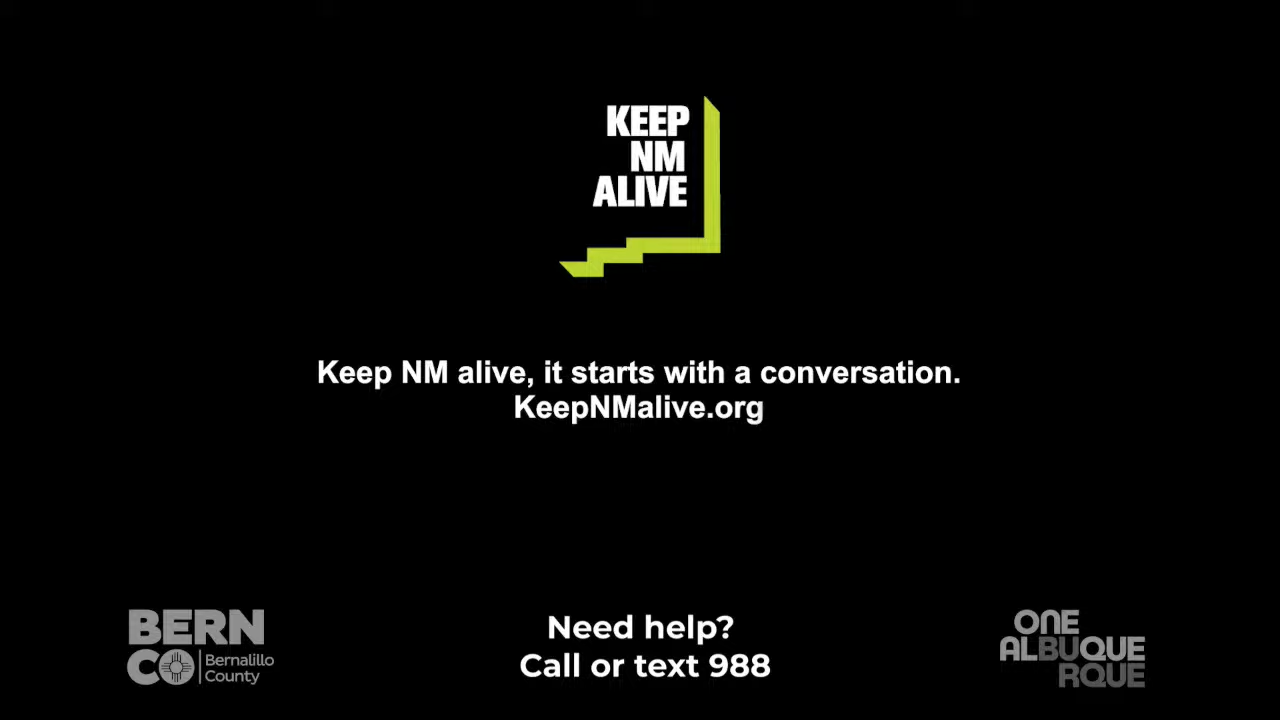 KEEP
NM
ALIVE
Keep NM alive, it starts with a conversation.
KeepNMalive.org
BERN
CO
Bernalillo
County
Need help?
Call or text 988
ONE
ALBUQUE
RQUE